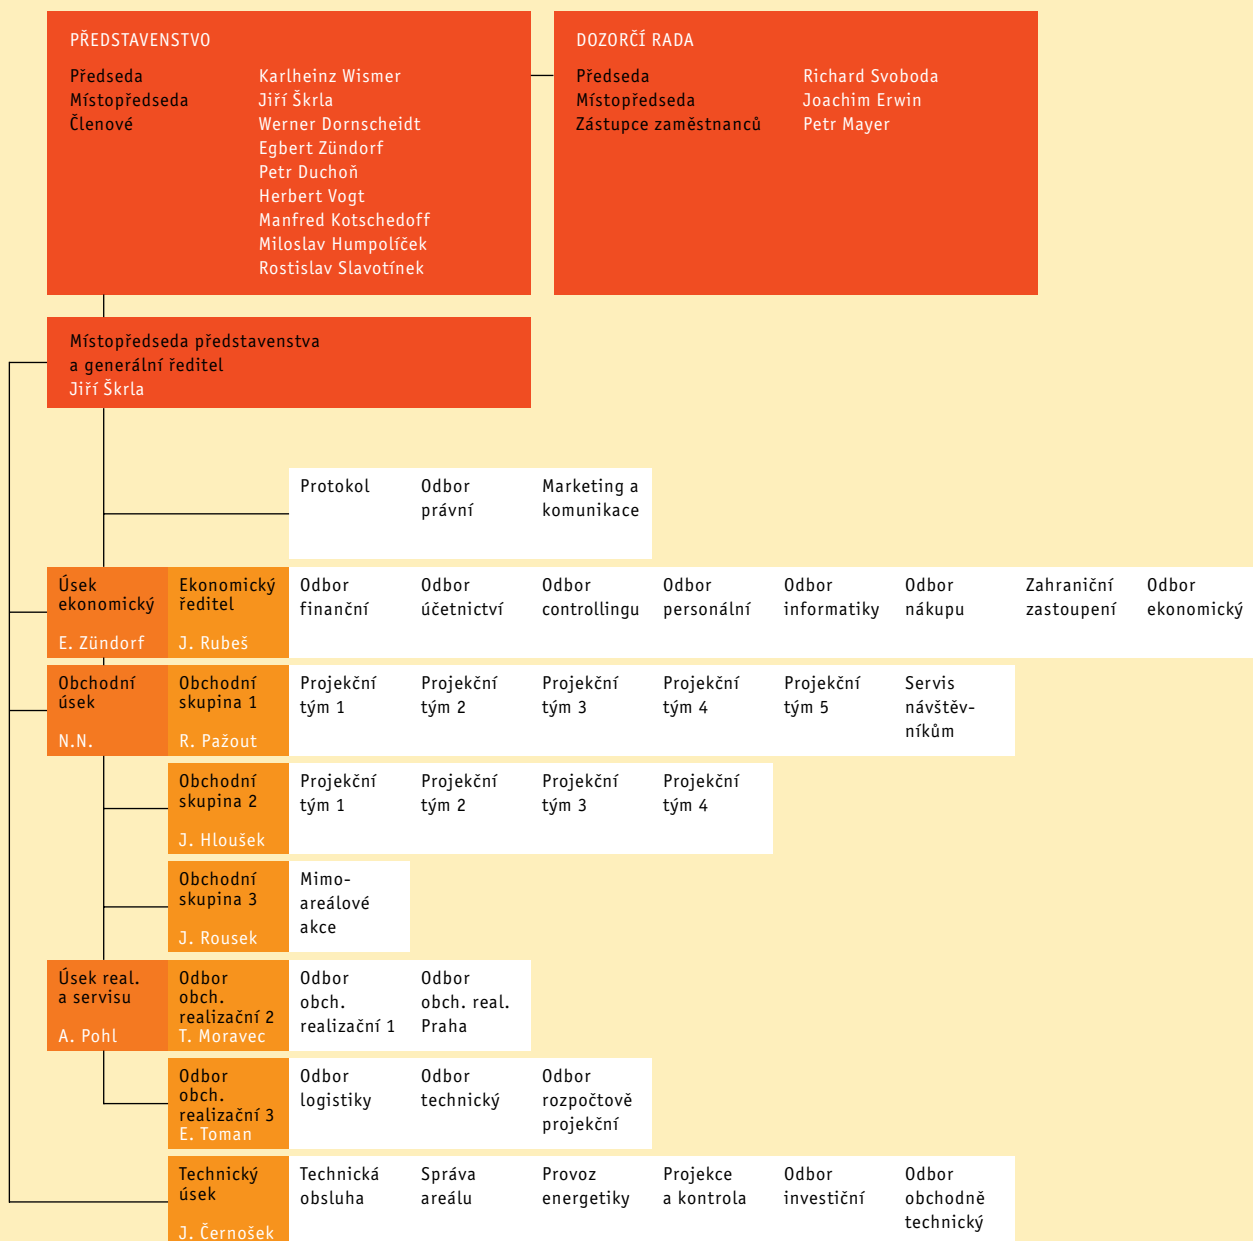 PŘEDSTAVENSTVO
Předseda Karlheinz Wismer
Místopředseda Jiří Škrla
Členové Werner Dornscheidt
Egbert Zündorf
Petr Duchoň
Herbert Vogt
Manfred Kotschedoff
Miloslav Humpolíček
Rostislav Slavotínek
DOZORČÍ RADA
Předseda Richard Svoboda
Místopředseda Joachim Erwin
Zástupce zaměstnanců Petr Mayer
Místopředseda představenstva
a generální ředitel
Jiří Škrla
Protokol
Odbor
právní
Marketing a
komunikace
Úsek
ekonomický
E. Zündorf
Ekonomický
ředitel
J. Rubeš
Odbor
finanční
Odbor
účetnictví
Odbor
controllingu
Odbor
personální
Odbor
informatiky
Odbor
nákupu
Zahraniční
zastoupení
Odbor
ekonomický
Obchodní
úsek
N.N.
Obchodní
skupina 1
R. Pažout
Projekční
tým 1
Projekční
tým 2
Projekční
tým 3
Projekční
tým 4
Projekční
tým 5
Servis
návštěv-
níkům
Obchodní
skupina 2
J. Hloušek
Projekční
tým 1
Projekční
tým 2
Projekční
tým 3
Projekční
tým 4
Obchodní
skupina 3
J. Rousek
Mimo-
areálové
akce
Úsek real.
a servisu
A. Pohl
Odbor
obch.
realizační 2
T. Moravec
Odbor
obch.
realizační 1
Odbor
obch. real.
Praha
Odbor
obch.
realizační 3
E. Toman
Odbor
logistiky
Odbor
technický
Odbor
rozpočtově
projekční
Technický
úsek
J. Černošek
Technická
obsluha
Správa
areálu
Provoz
energetiky
Projekce
a kontrola
Odbor
investiční
Odbor
obchodně
technický